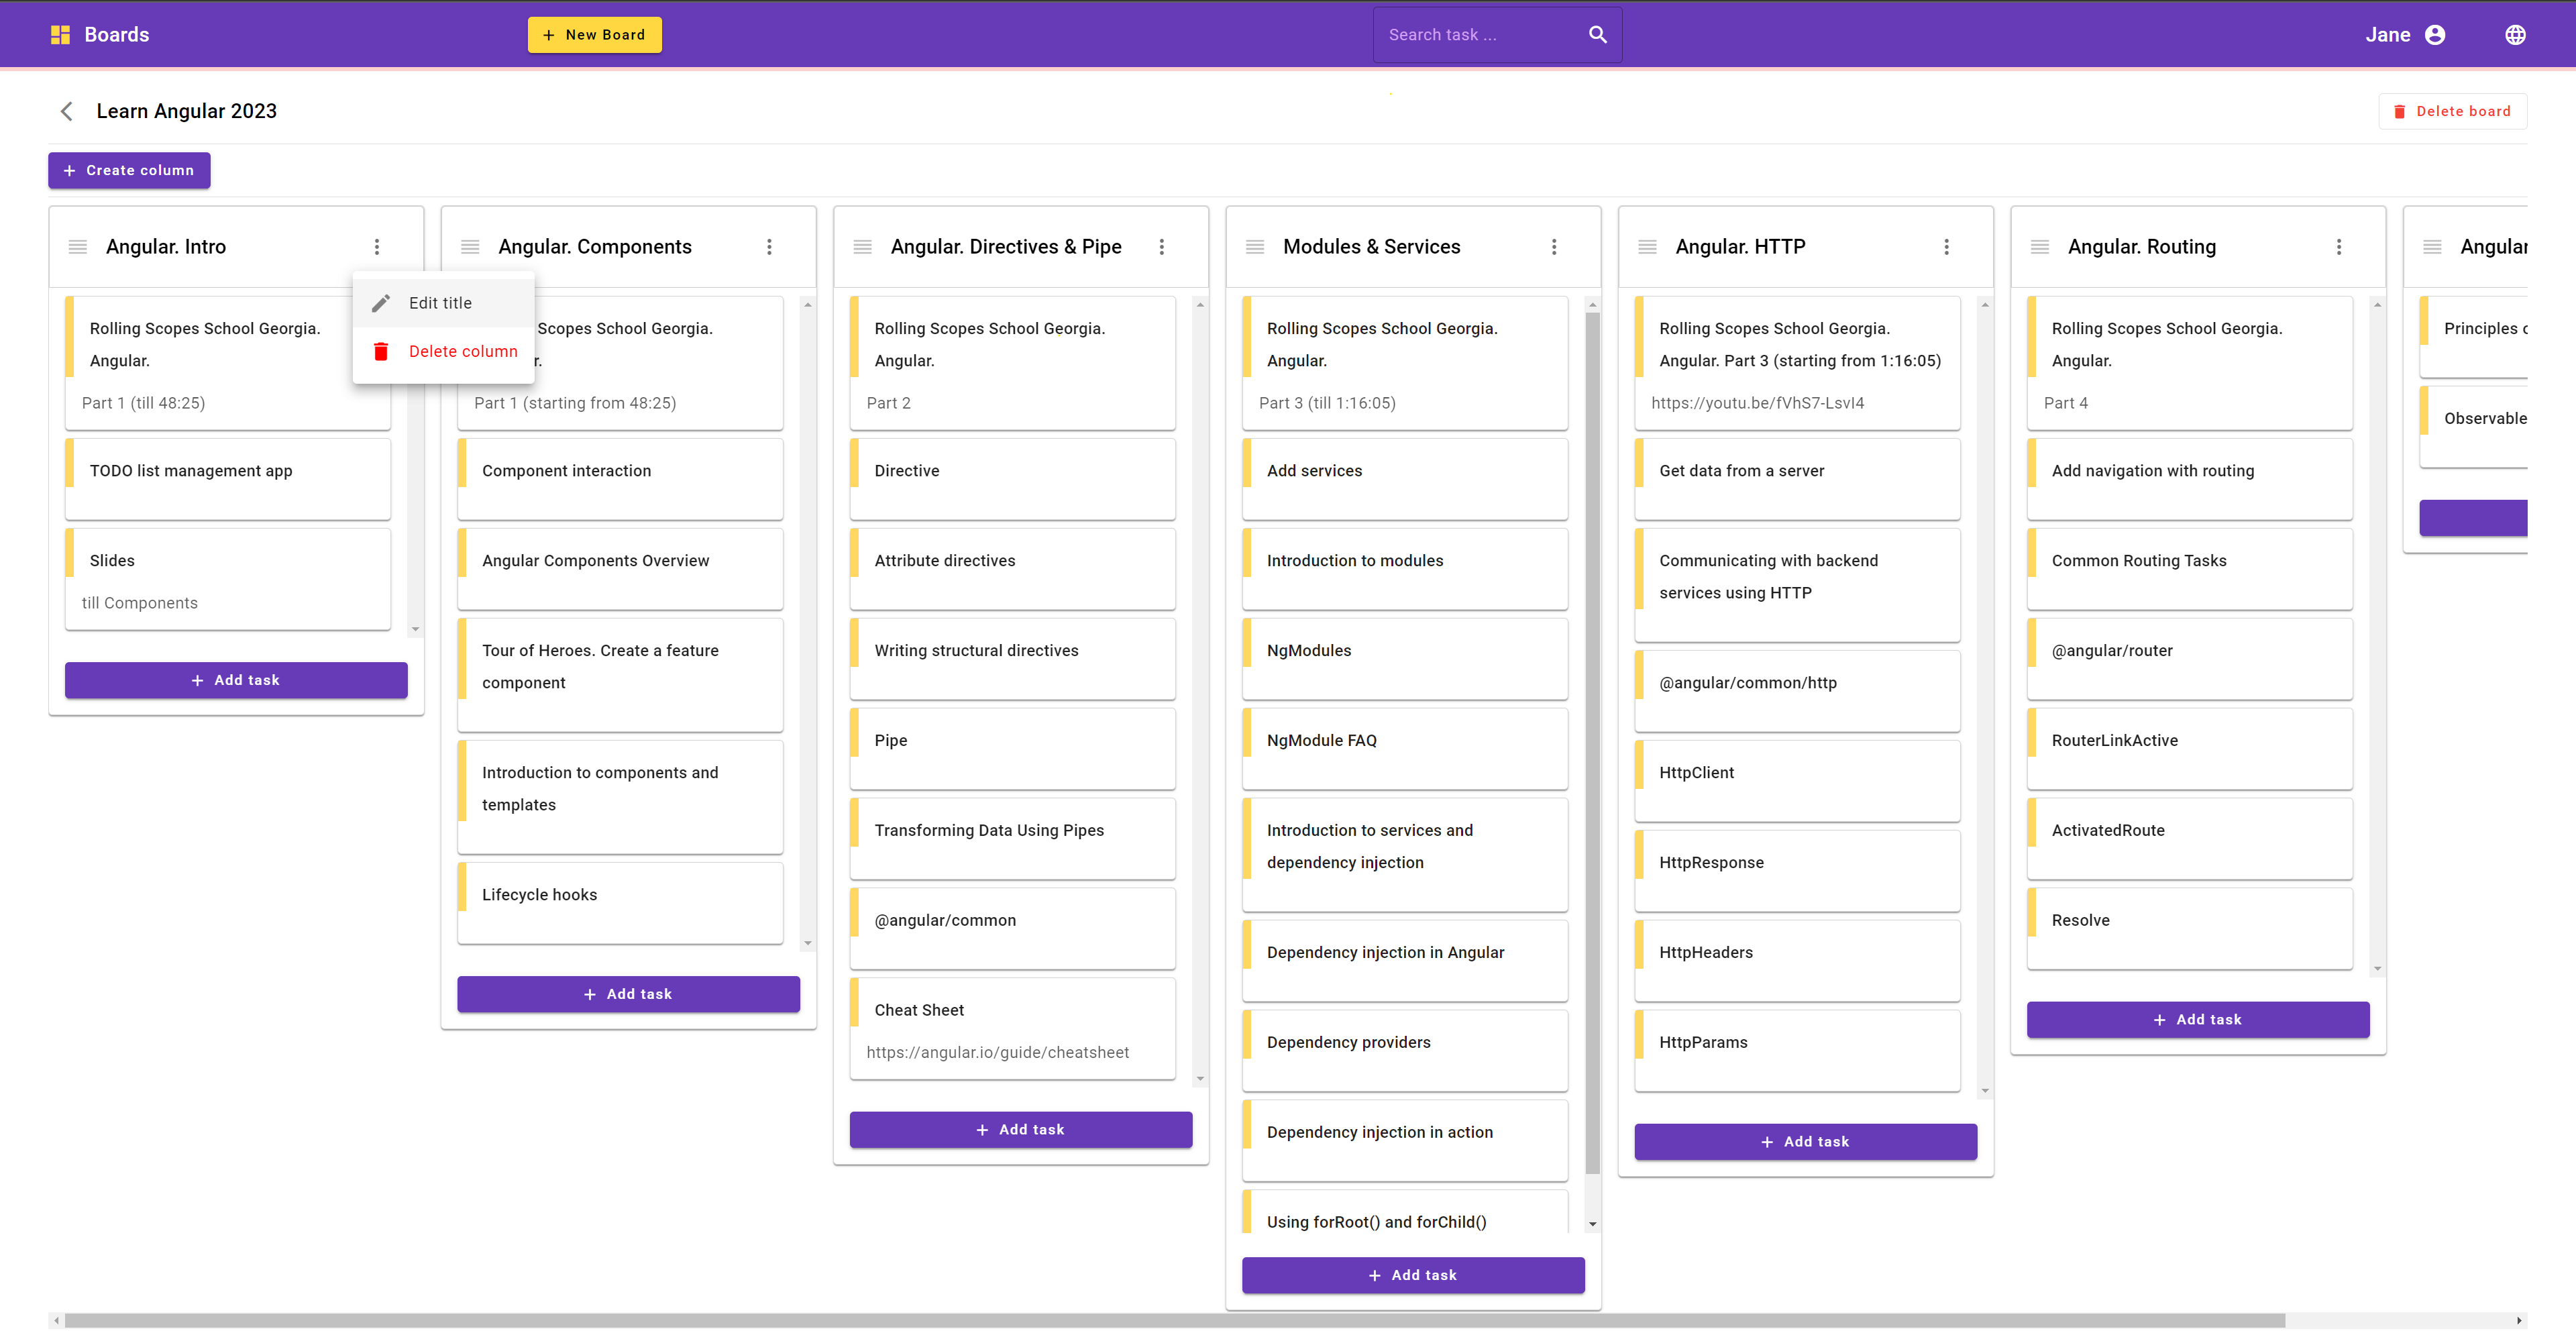 Boards
+ New Board
Search task ...
Jane
Learn Angular 2023
Delete board
+ Create column
Angular. Intro
Edit title
Delete column
Rolling Scopes School Georgia.
Angular.
Part 1 (till 48:25)
TODO list management app
Slides
till Components
+ Add task
Angular. Components
Scopes School Georgia.
Part 1 (starting from 48:25)
Component interaction
Angular Components Overview
Tour of Heroes. Create a feature
component
Introduction to components and
templates
Lifecycle hooks
+ Add task
Angular. Directives & Pipe
Rolling Scopes School Georgia.
Angular.
Part 2
Directive
Attribute directives
Writing structural directives
Pipe
Transforming Data Using Pipes
@angular/common
Cheat Sheet
https://angular.io/guide/cheatsheet
+ Add task
Modules & Services
Rolling Scopes School Georgia.
Angular.
Part 3 (till 1:16:05)
Add services
Introduction to modules
NgModules
NgModule FAQ
Introduction to services and
dependency injection
Dependency injection in Angular
Dependency providers
Dependency injection in action
Using forRoot() and forChild()
+ Add task
Angular. HTTP
Rolling Scopes School Georgia.
Angular. Part 3 (starting from 1:16:05)
https://youtu.be/fVhS7-LsvI4
Get data from a server
Communicating with backend
services using HTTP
@angular/common/http
HttpClient
HttpResponse
HttpHeaders
HttpParams
+ Add task
Angular. Routing
Rolling Scopes School Georgia.
Angular.
Part 4
Add navigation with routing
Common Routing Tasks
@angular/router
RouterLinkActive
ActivatedRoute
Resolve
+ Add task
Angular
Principles
Observable